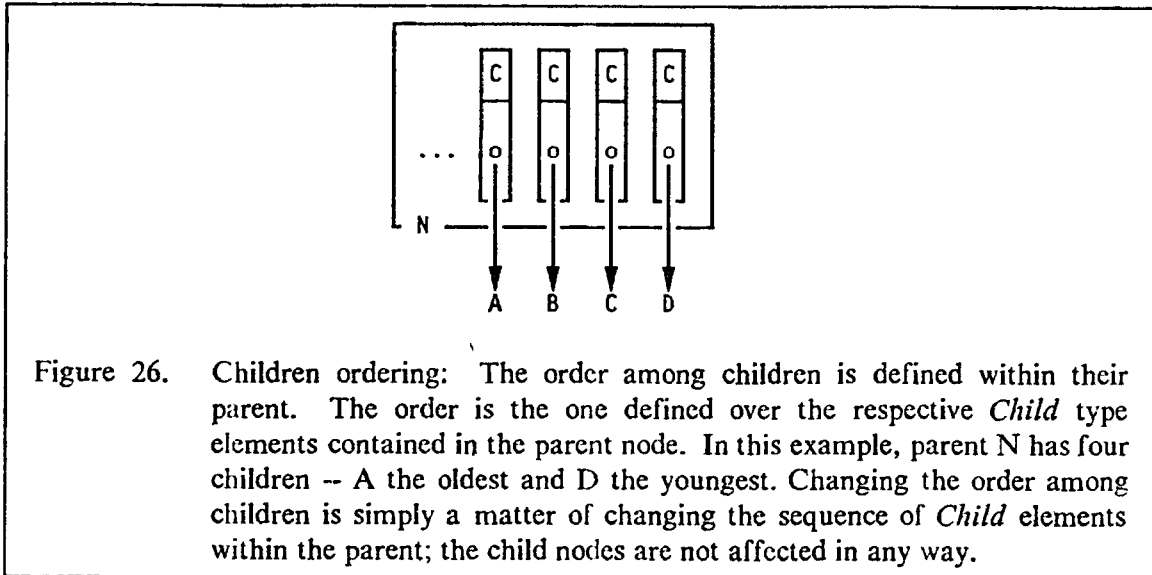 C C C C
... o o o o
N
A B C D
Figure 26. Children ordering: The order among children is defined within their
parent. The order is the one defined over the respective Child type
elements contained in the parent node. In this example, parent N has four
children -- A the oldest and D the youngest. Changing the order among
children is simply a matter of changing the sequence of Child elements
within the parent; the child nodes are not affected in any way.